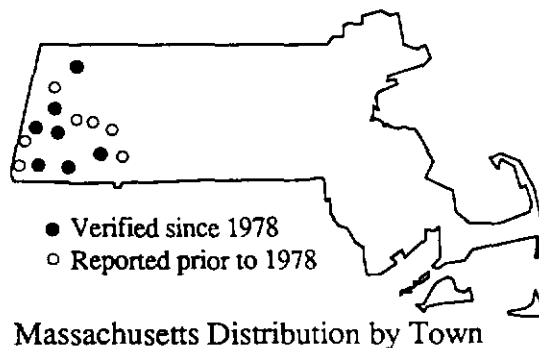 ● Verified since 1978
○ Reported prior to 1978
Massachusetts Distribution by Town